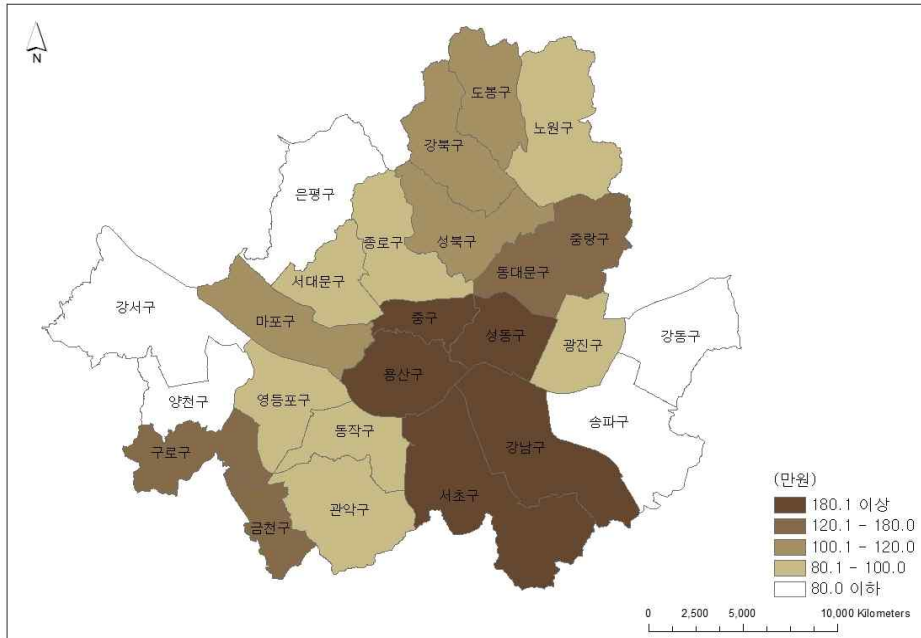 N
도봉구
노원구
강북구
은평구
종로구
성북구
중랑구
서대문구
동대문구
강서구
마포구
중구
성동구
광진구
강동구
용산구
양천구
영등포구
송파구
동작구
구로구
강남구
서초구
관악구
금천구
(만원)
180.1 이상
120.1 - 180.0
100.1 - 120.0
80.1 - 100.0
80.0 이하
0 2,500 5,000 10,000 Kilometers